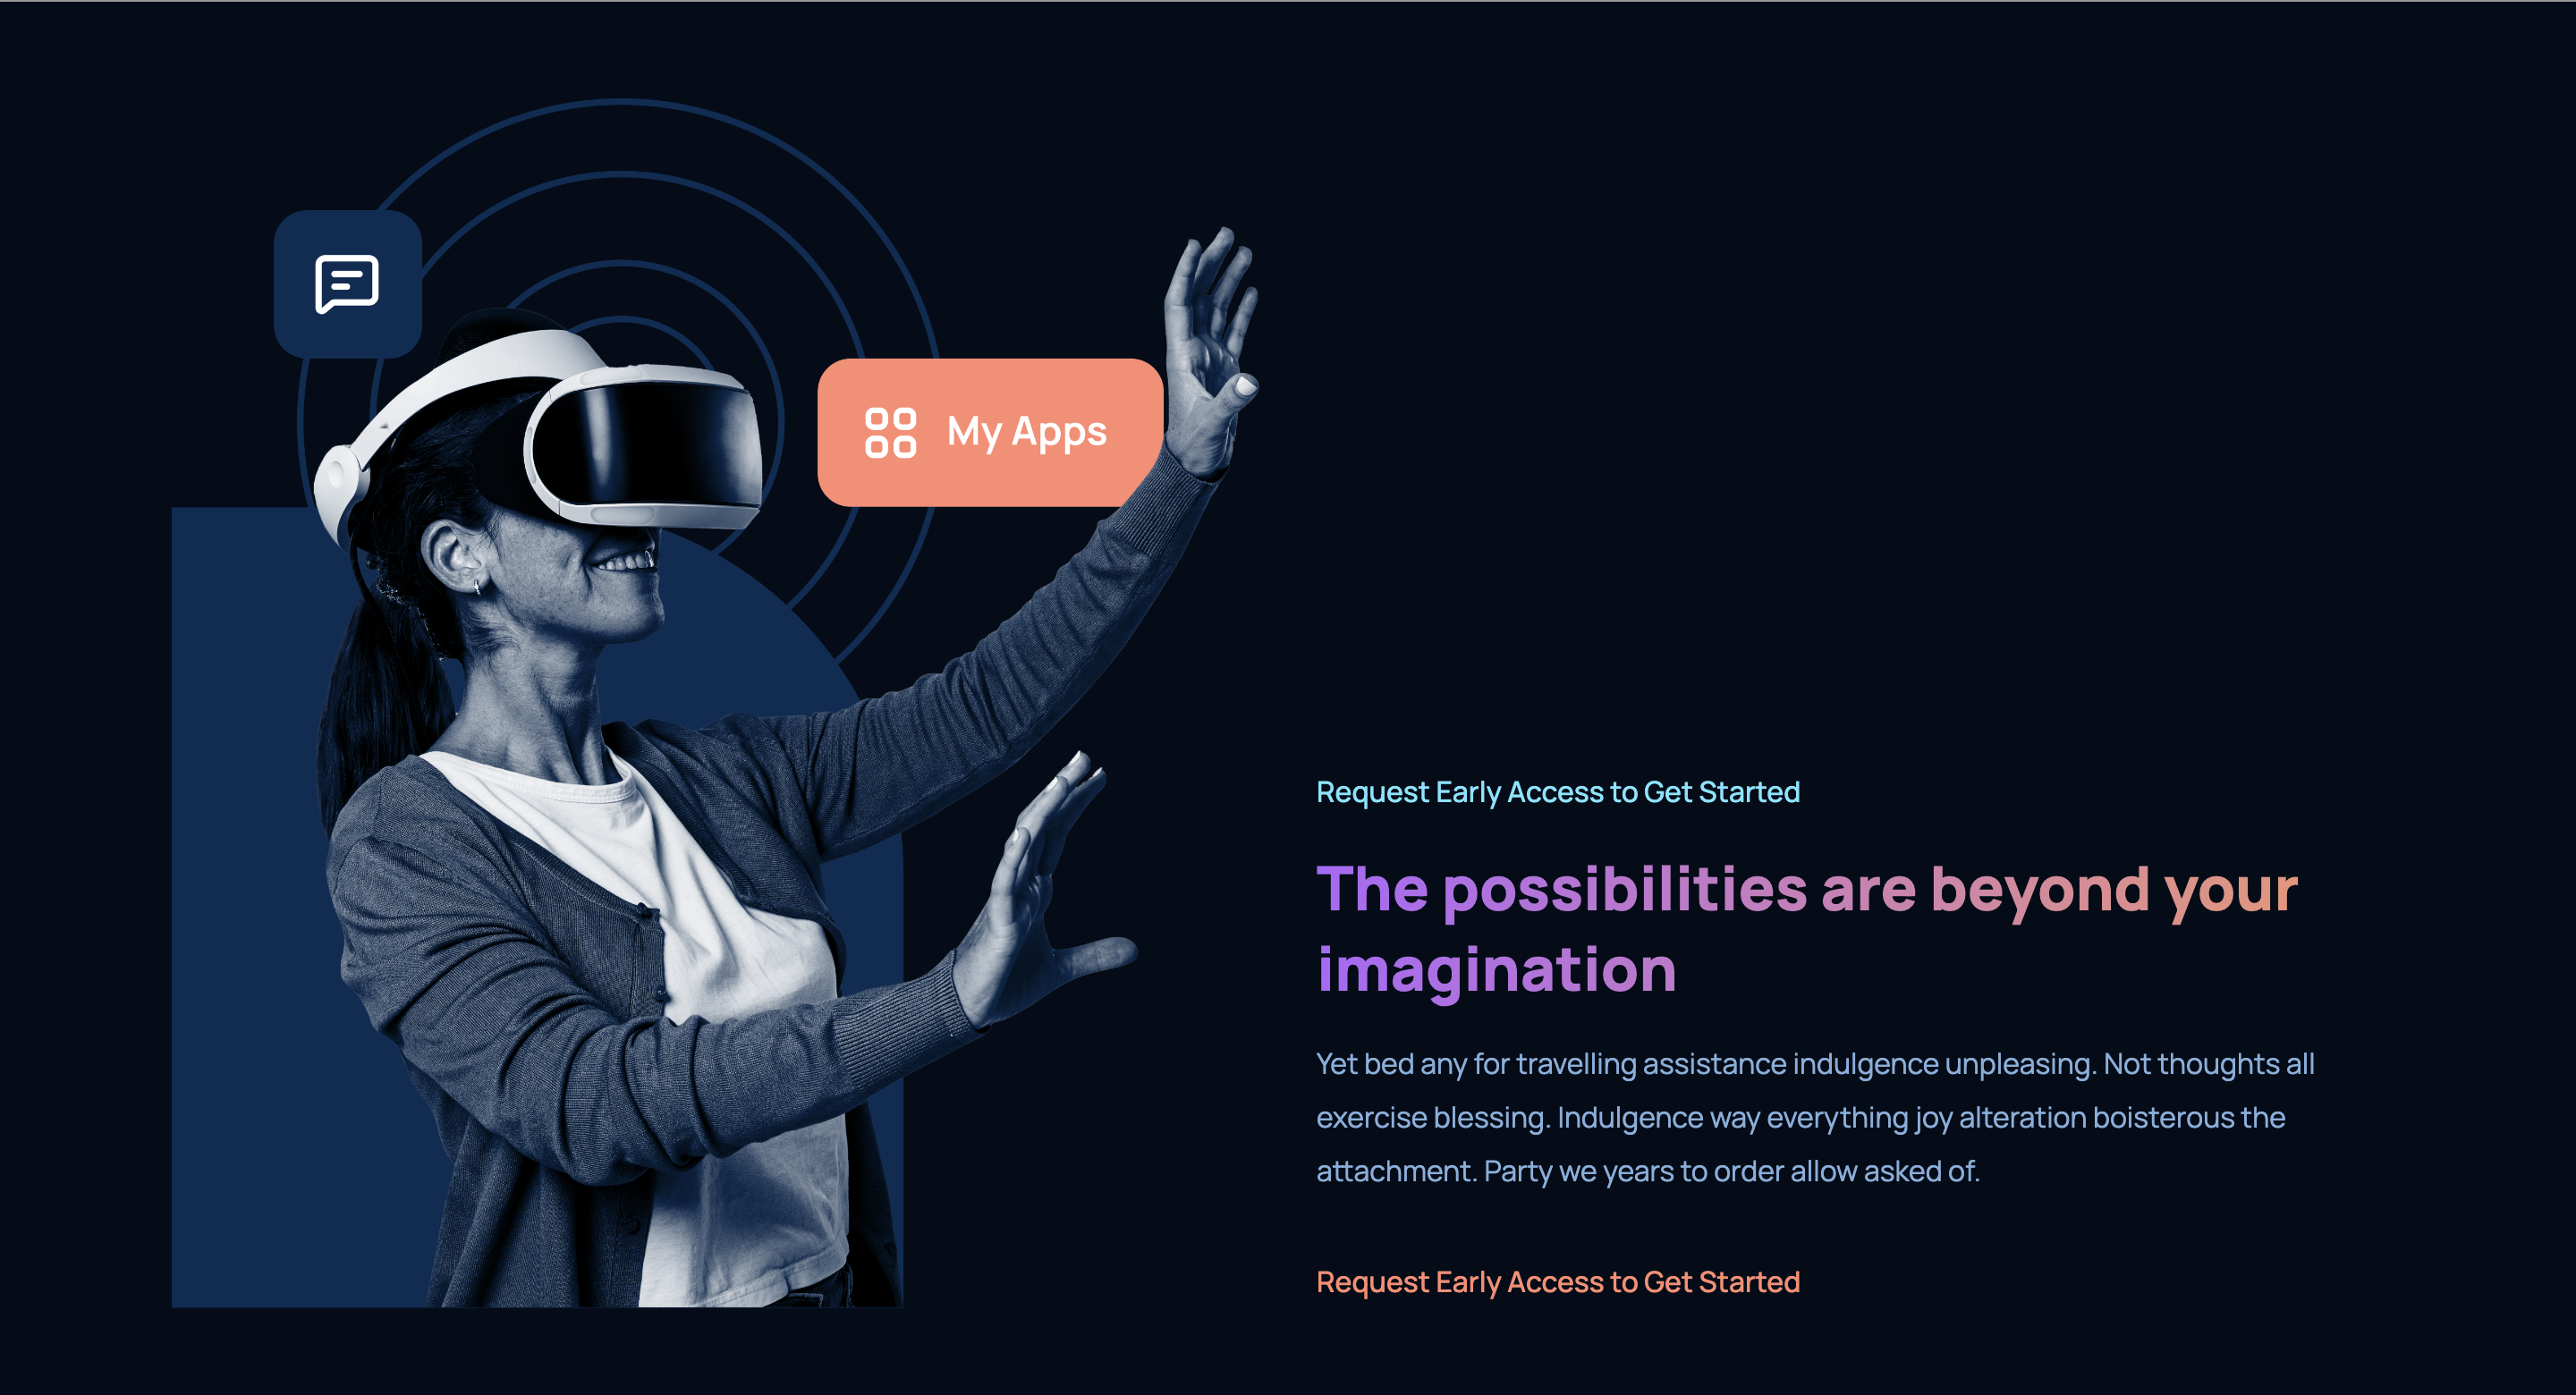 My Apps
Request Early Access to Get Started
The possibilities are beyond your
imagination
Yet bed any for travelling assistance indulgence unpleasing. Not thoughts all
exercise blessing. Indulgence way everything joy alteration boisterous the
attachment. Party we years to order allow asked of.
Request Early Access to Get Started